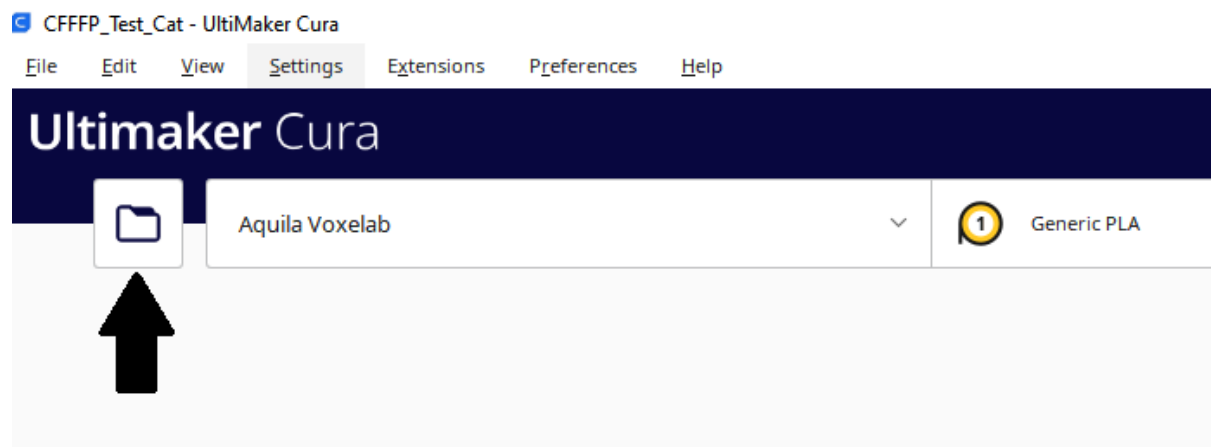 CFFFP_Test_Cat - UltiMaker Cura
File Edit View Settings Extensions Preferences Help
Ultimaker Cura
Aquila Voxelab 1 Generic PLA